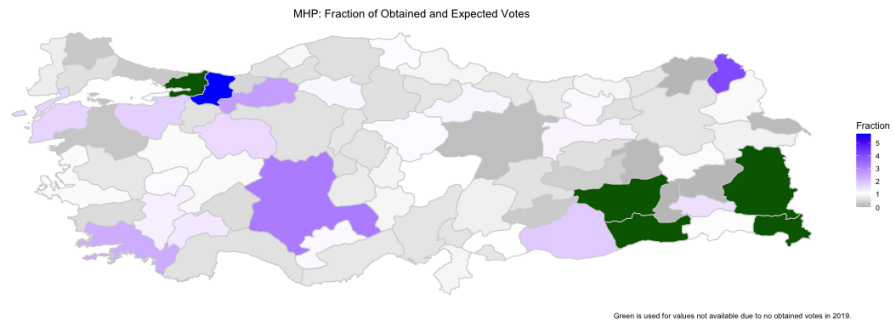 MHP: Fraction of Obtained and Expected Votes
Fraction
5
4
3
2
1
0
Green is used for values not available due to no obtained votes in 2019.